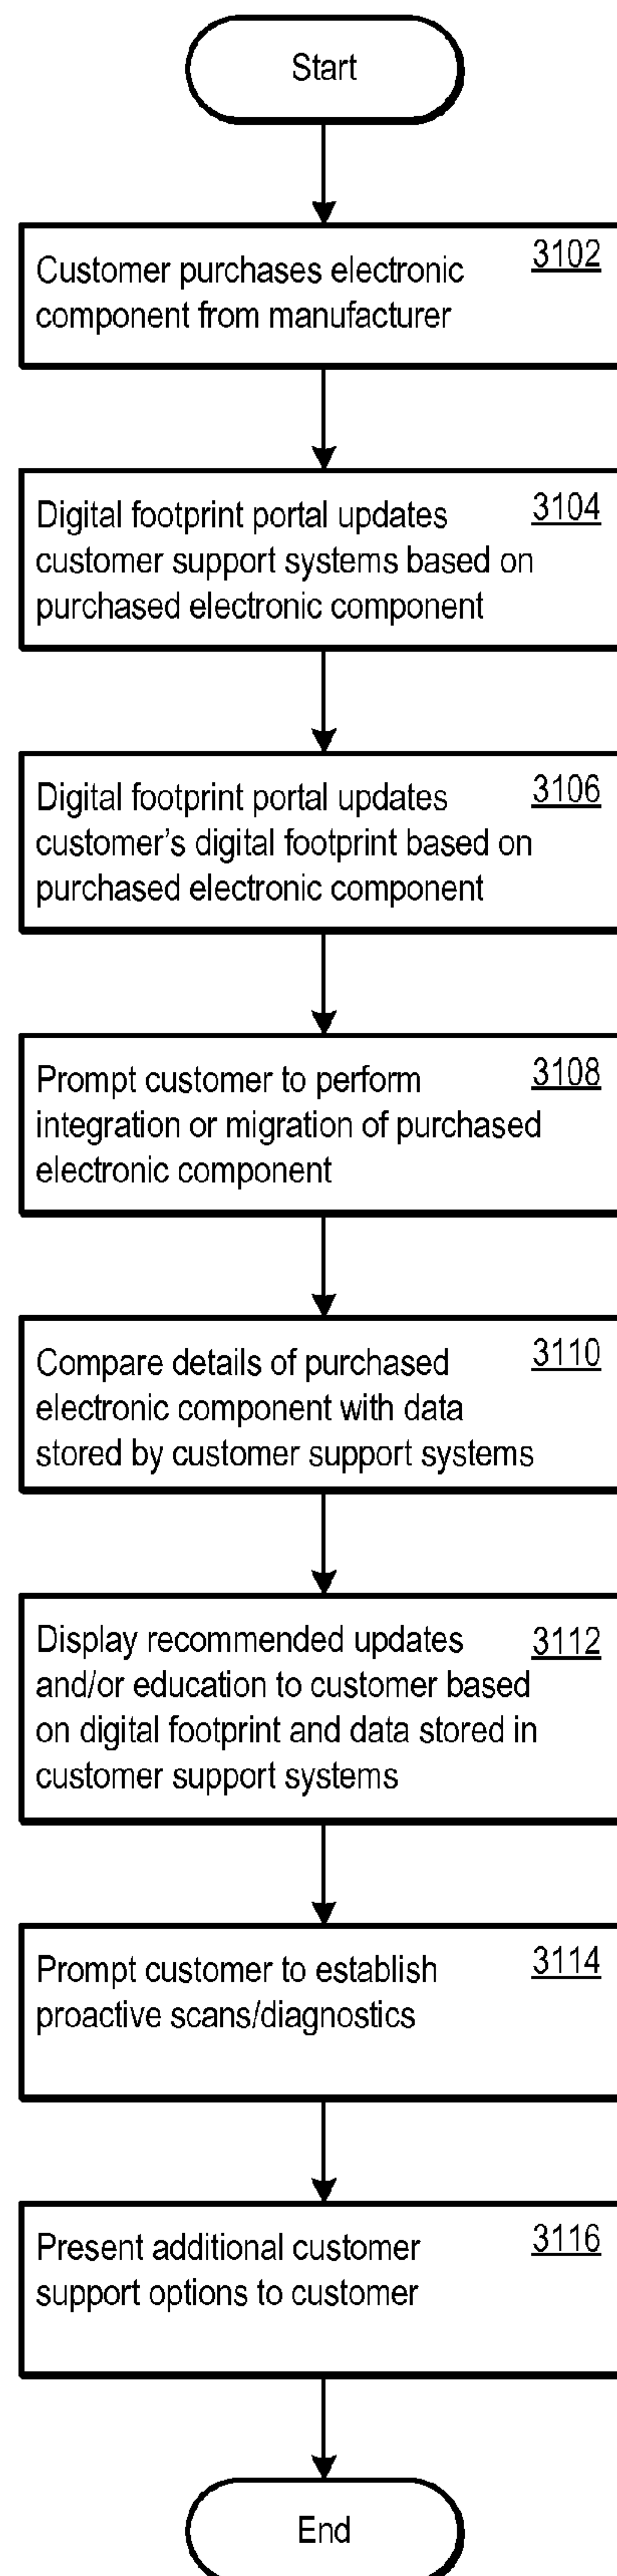 Start
3102
Customer purchases electronic
component from manufacturer
3104
Digital footprint portal updates
customer support systems based on
purchased electronic component
3106
Digital footprint portal updates
customer's digital footprint based on
purchased electronic component
3108
Prompt customer to perform
integration or migration of purchased
electronic component
3110
Compare details of purchased
electronic component with data
stored by customer support systems
3112
Display recommended updates
and/or education to customer based
on digital footprint and data stored in
customer support systems
3114
Prompt customer to establish
proactive scans/diagnostics
3116
Present additional customer
support options to customer
End